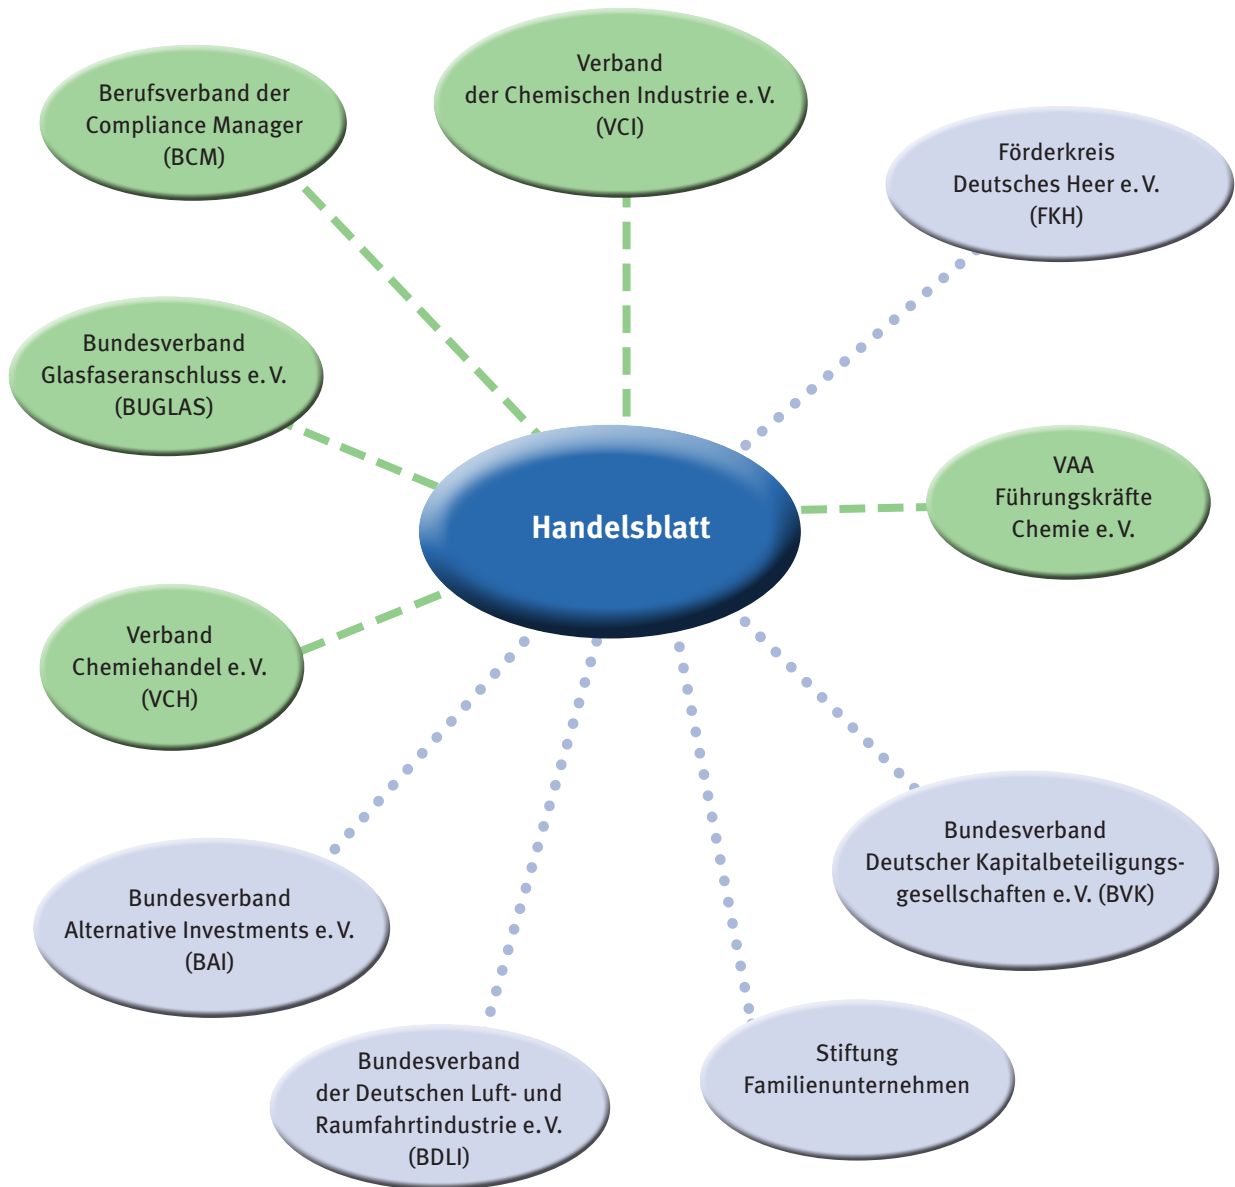 Verband
der Chemischen Industrie e. V.
(VCI)
Berufsverband der
Compliance Manager
(BCM)
Förderkreis
Deutsches Heer e. V.
(FKH)
Bundesverband
Glasfaseranschluss e. V.
(BUGLAS)
VAA
Führungskräfte
Chemie e. V.
Handelsblatt
Verband
Chemiehandel e. V.
(VCH)
Bundesverband
Deutscher Kapitalbeteiligungs-
gesellschaften e. V. (BVK)
Bundesverband
Alternative Investments e. V.
(BAI)
Stiftung
Familienunternehmen
Bundesverband
der Deutschen Luft- und
Raumfahrtindustrie e. V.
(BDLI)